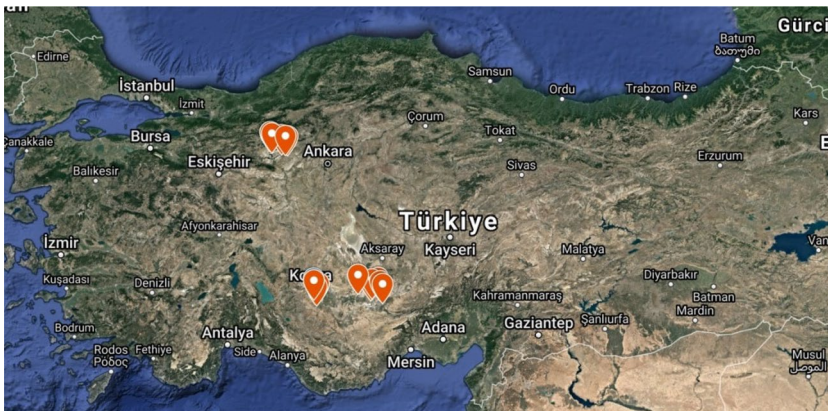 Gürci
Batum
ბათუმი
Edirne
Samsun
İstanbul
Ordu
Trabzon
Rize
İzmit
Kars
Çorum
Çanakkale
Bursa
Tokat
Ankara
Eskişehir
Erzurum
Balıkesir
Sivas
Türkiye
Afyonkarahisar
İzmir
Aksaray
Kayseri
Malatya
Van
Kuşadası
Denizli
Diyarbakır
Kahramanmaraş
Batman
Mardin
Bodrum
Antalya
Adana
Gaziantep
Şanlıurfa
Rodos
Ρόδος
Fethiye
Side
Alanya
Mersin
Musul
الموصل